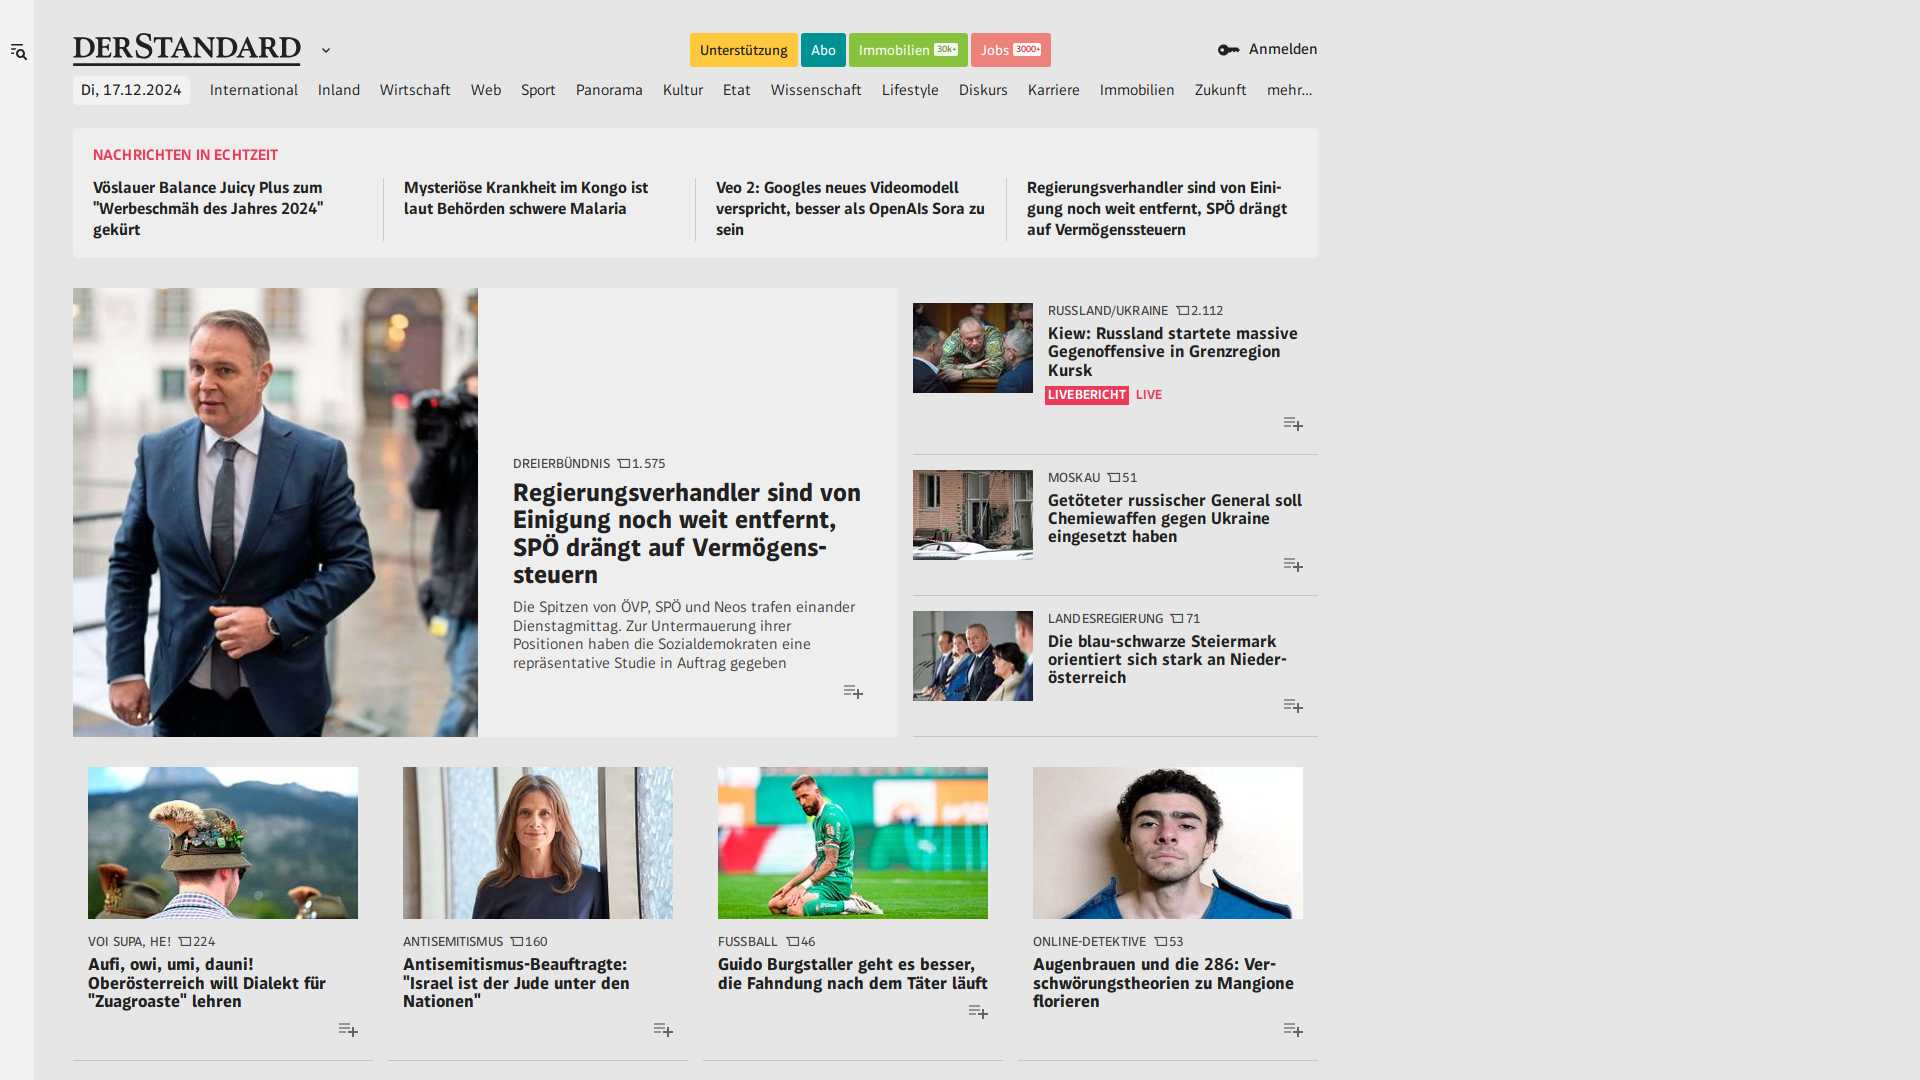 DERSTANDARD
Unterstützung
Abo
Immobilien 30k+
Jobs 3000+
Anmelden
Di, 17.12.2024
International
Inland
Wirtschaft
Web
Sport
Panorama
Kultur
Etat
Wissenschaft
Lifestyle
Diskurs
Karriere
Immobilien
Zukunft
mehr...
NACHRICHTEN IN ECHTZEIT
Vöslauer Balance Juicy Plus zum
"Werbeschmäh des Jahres 2024"
gekürt
Mysteriöse Krankheit im Kongo ist
laut Behörden schwere Malaria
Veo 2: Googles neues Videomodell
verspricht, besser als OpenAIs Sora zu
sein
Regierungsverhandler sind von Eini-
gung noch weit entfernt, SPÖ drängt
auf Vermögenssteuern
DREIERBÜNDNIS 1.575
Regierungsverhandler sind von
Einigung noch weit entfernt,
SPÖ drängt auf Vermögens-
steuern
Die Spitzen von ÖVP, SPÖ und Neos trafen einander
Dienstagmittag. Zur Untermauerung ihrer
Positionen haben die Sozialdemokraten eine
repräsentative Studie in Auftrag gegeben
RUSSLAND/UKRAINE 2.112
Kiew: Russland startete massive
Gegenoffensive in Grenzregion
Kursk
LIVEBERICHT LIVE
MOSKAU 51
Getöteter russischer General soll
Chemiewaffen gegen Ukraine
eingesetzt haben
LANDESREGIERUNG 71
Die blau-schwarze Steiermark
orientiert sich stark an Nieder-
österreich
VOI SUPA, HE! 224
Aufi, owi, umi, dauni!
Oberösterreich will Dialekt für
"Zuagroaste" lehren
ANTISEMITISMUS 160
Antisemitismus-Beauftragte:
"Israel ist der Jude unter den
Nationen"
FUSSBALL 46
Guido Burgstaller geht es besser,
die Fahndung nach dem Täter läuft
ONLINE-DETEKTIVE 53
Augenbrauen und die 286: Ver-
schwörungstheorien zu Mangione
florieren